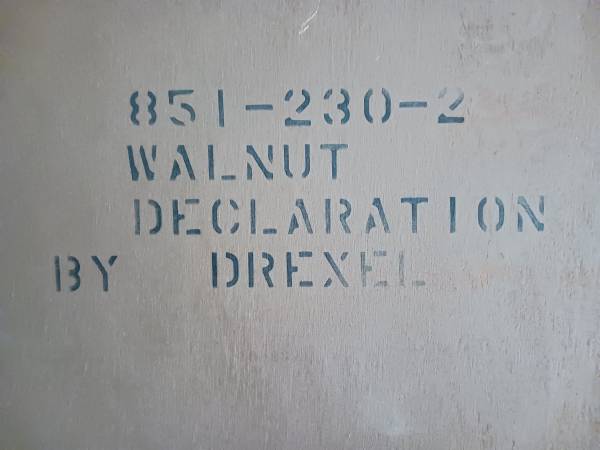 851-230-2
WALNUT
DECLARATION
BY DREXEL